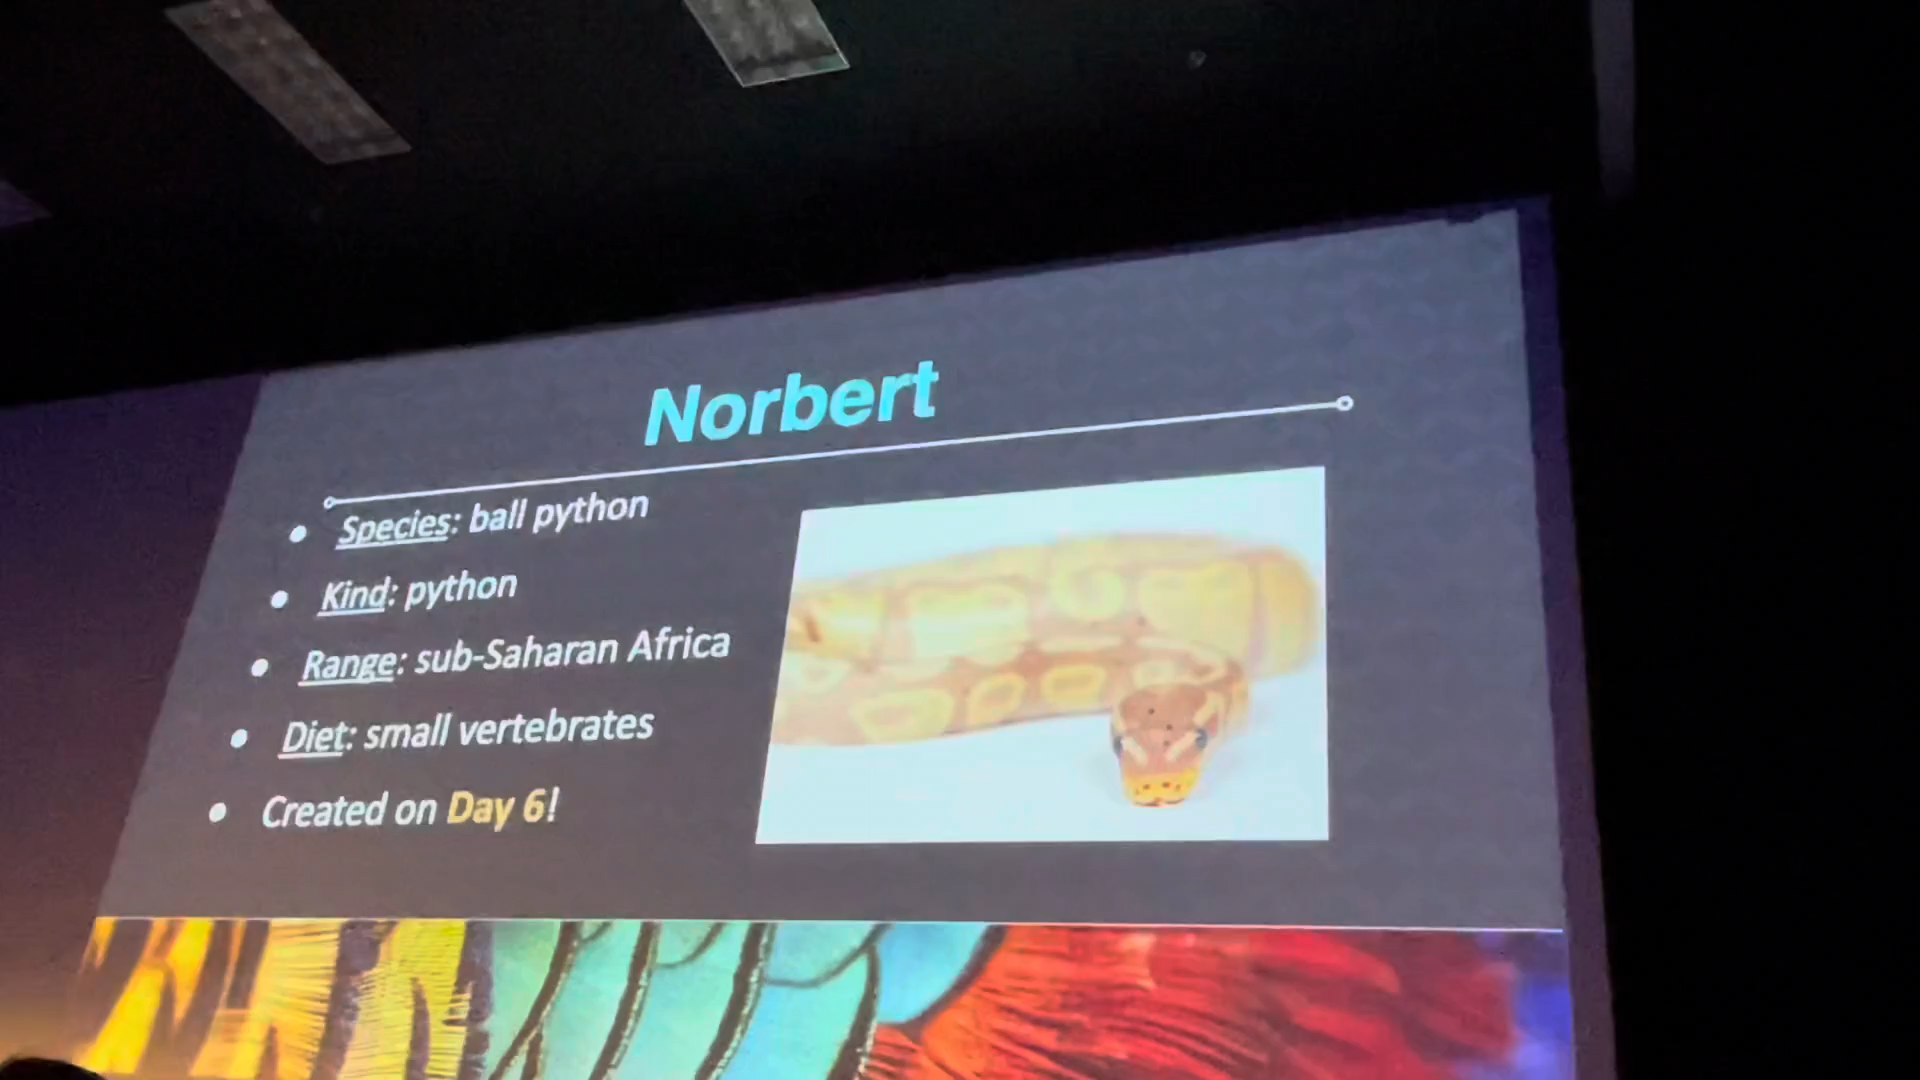 Norbert
Species: ball python
Kind: python
Range: sub-Saharan Africa
Diet: small vertebrates
Created on Day 6!